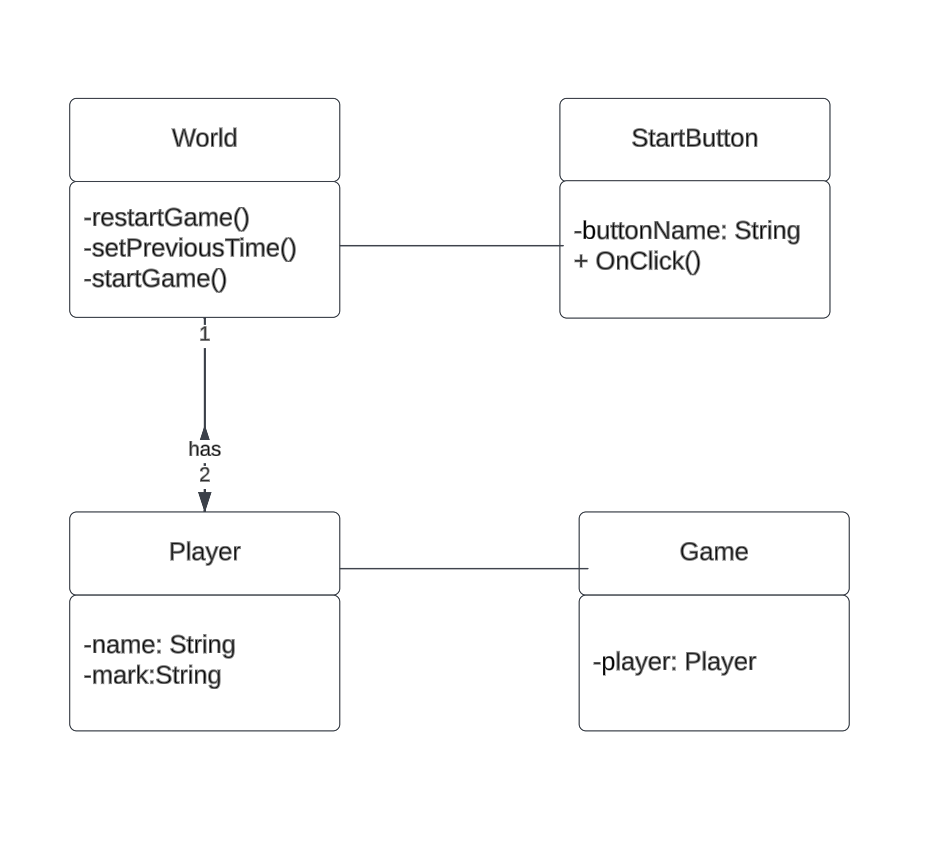 World
-restartGame()
-setPreviousTime()
-startGame()
StartButton
-buttonName: String
+ OnClick()
1
has
2
Player
-name: String
-mark:String
Game
-player: Player